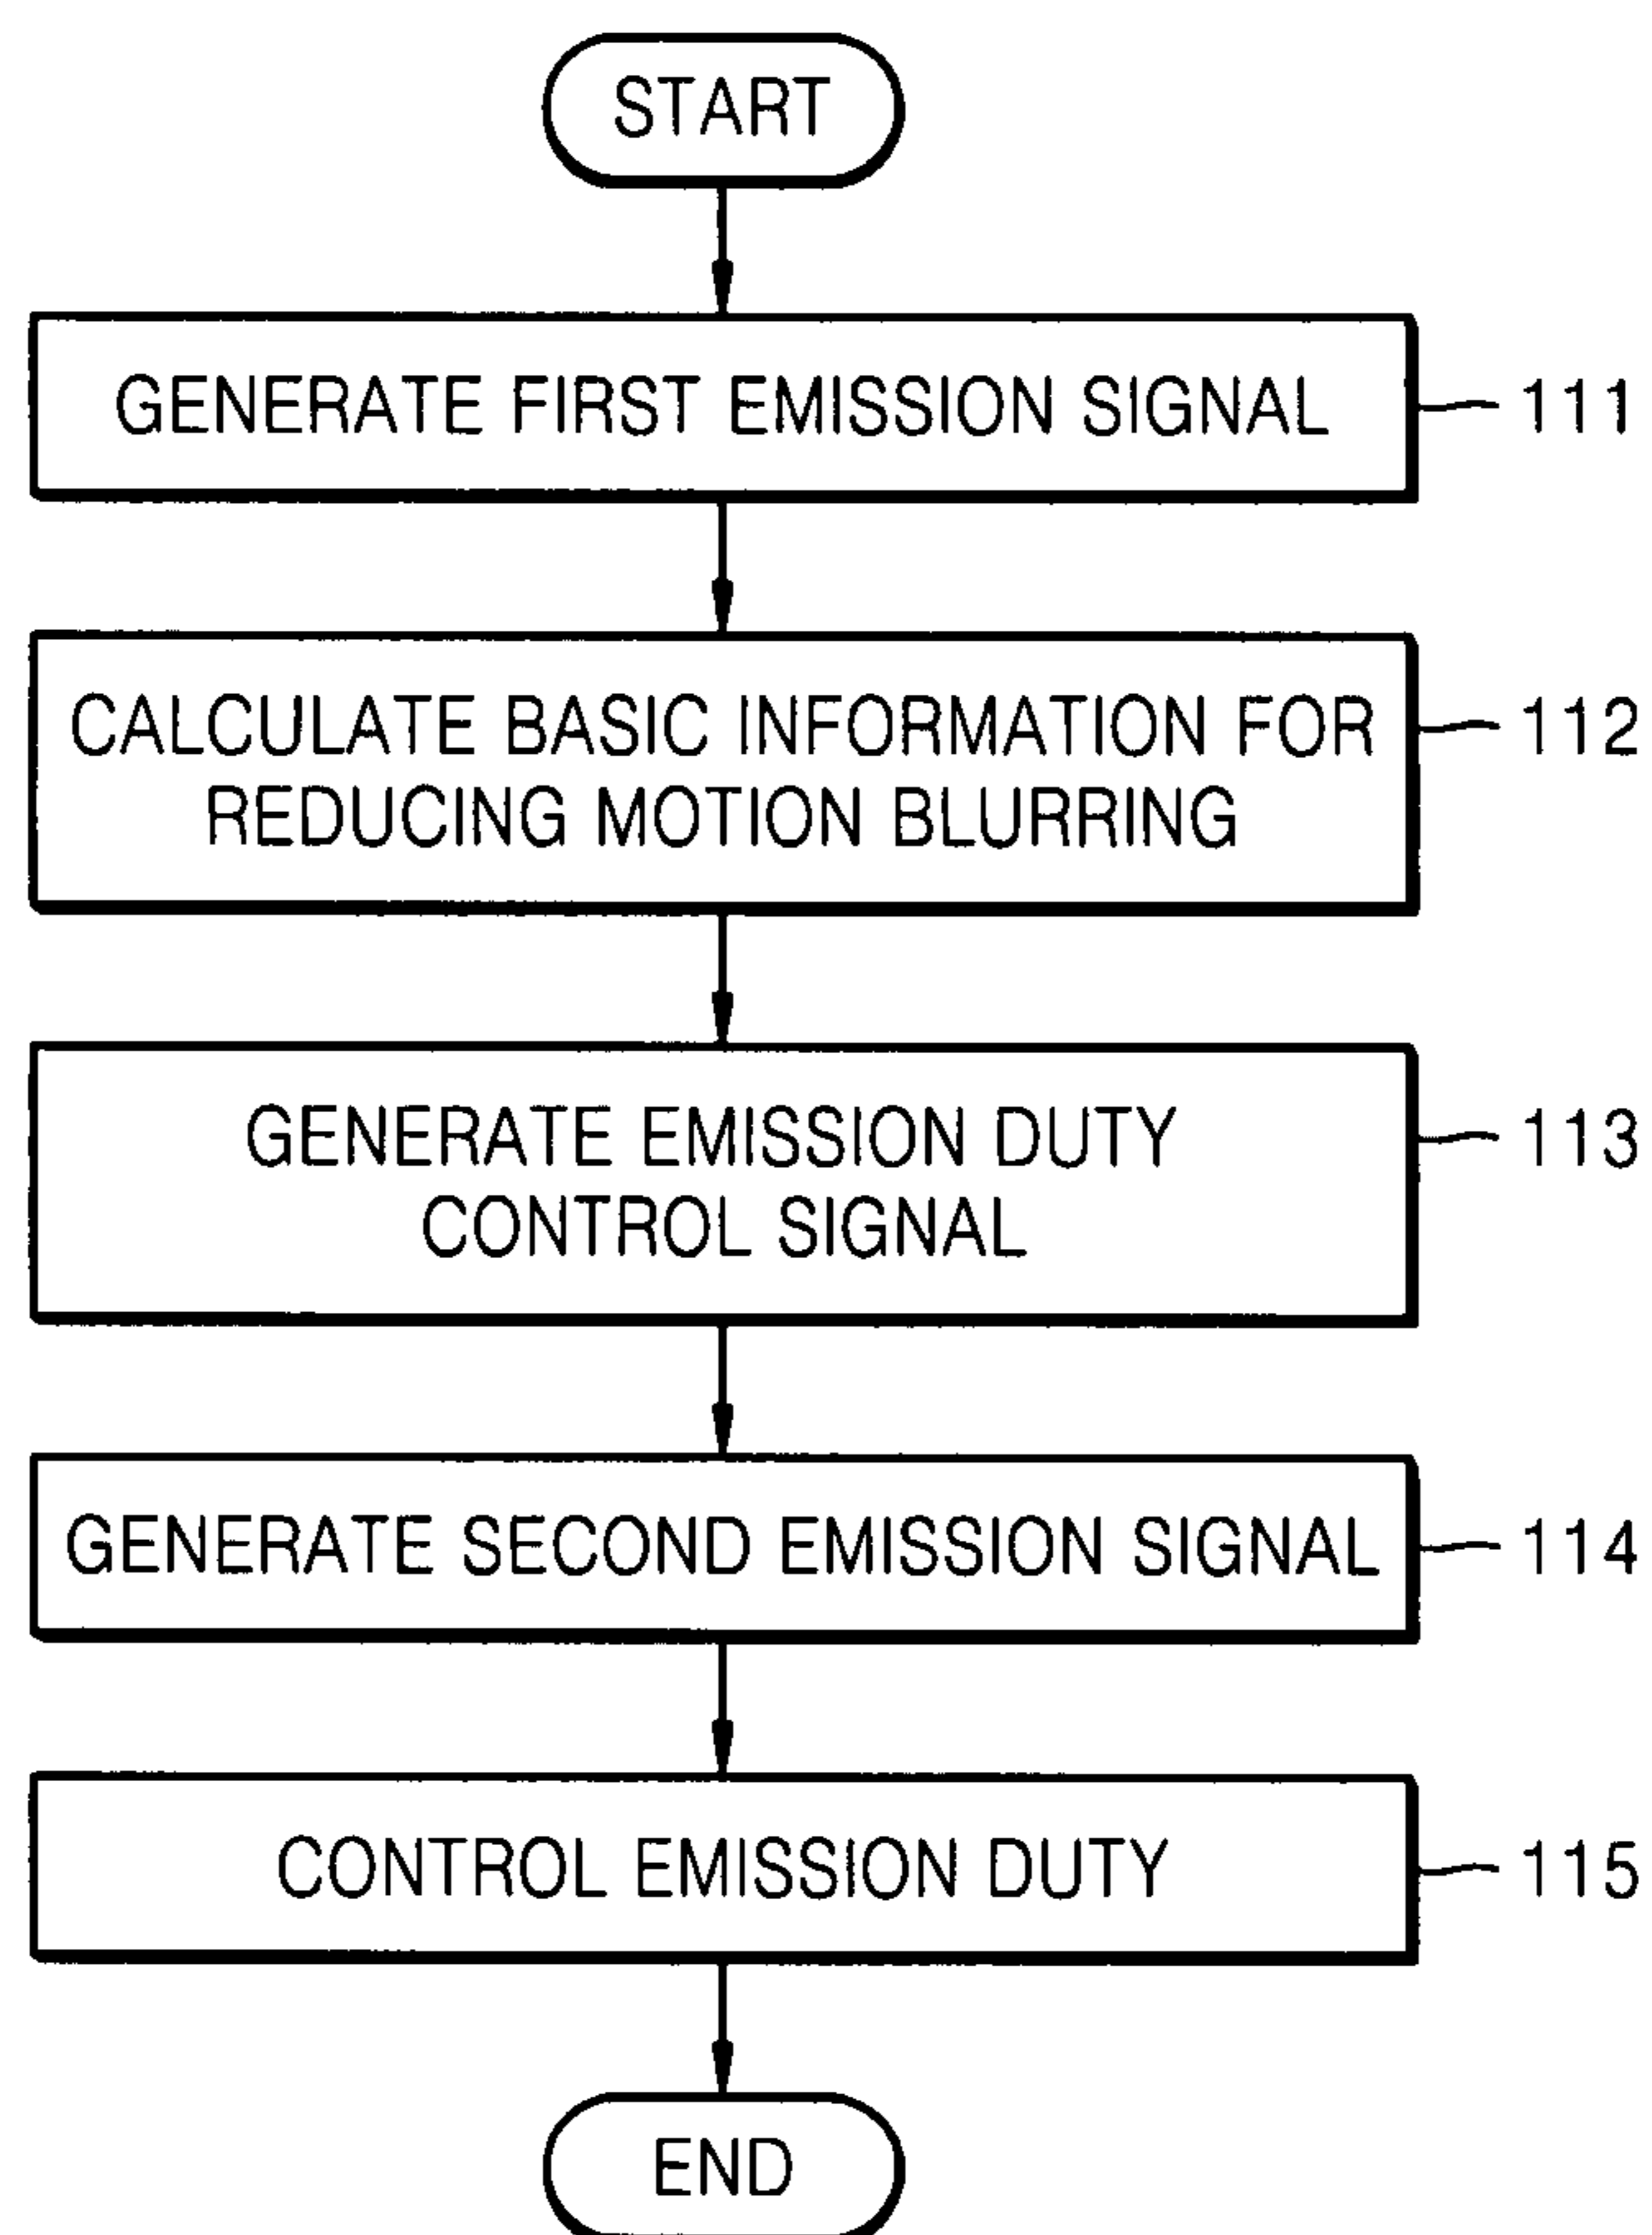 START
GENERATE FIRST EMISSION SIGNAL
111
CALCULATE BASIC INFORMATION FOR
REDUCING MOTION BLURRING
112
GENERATE EMISSION DUTY
CONTROL SIGNAL
113
GENERATE SECOND EMISSION SIGNAL
114
CONTROL EMISSION DUTY
115
END